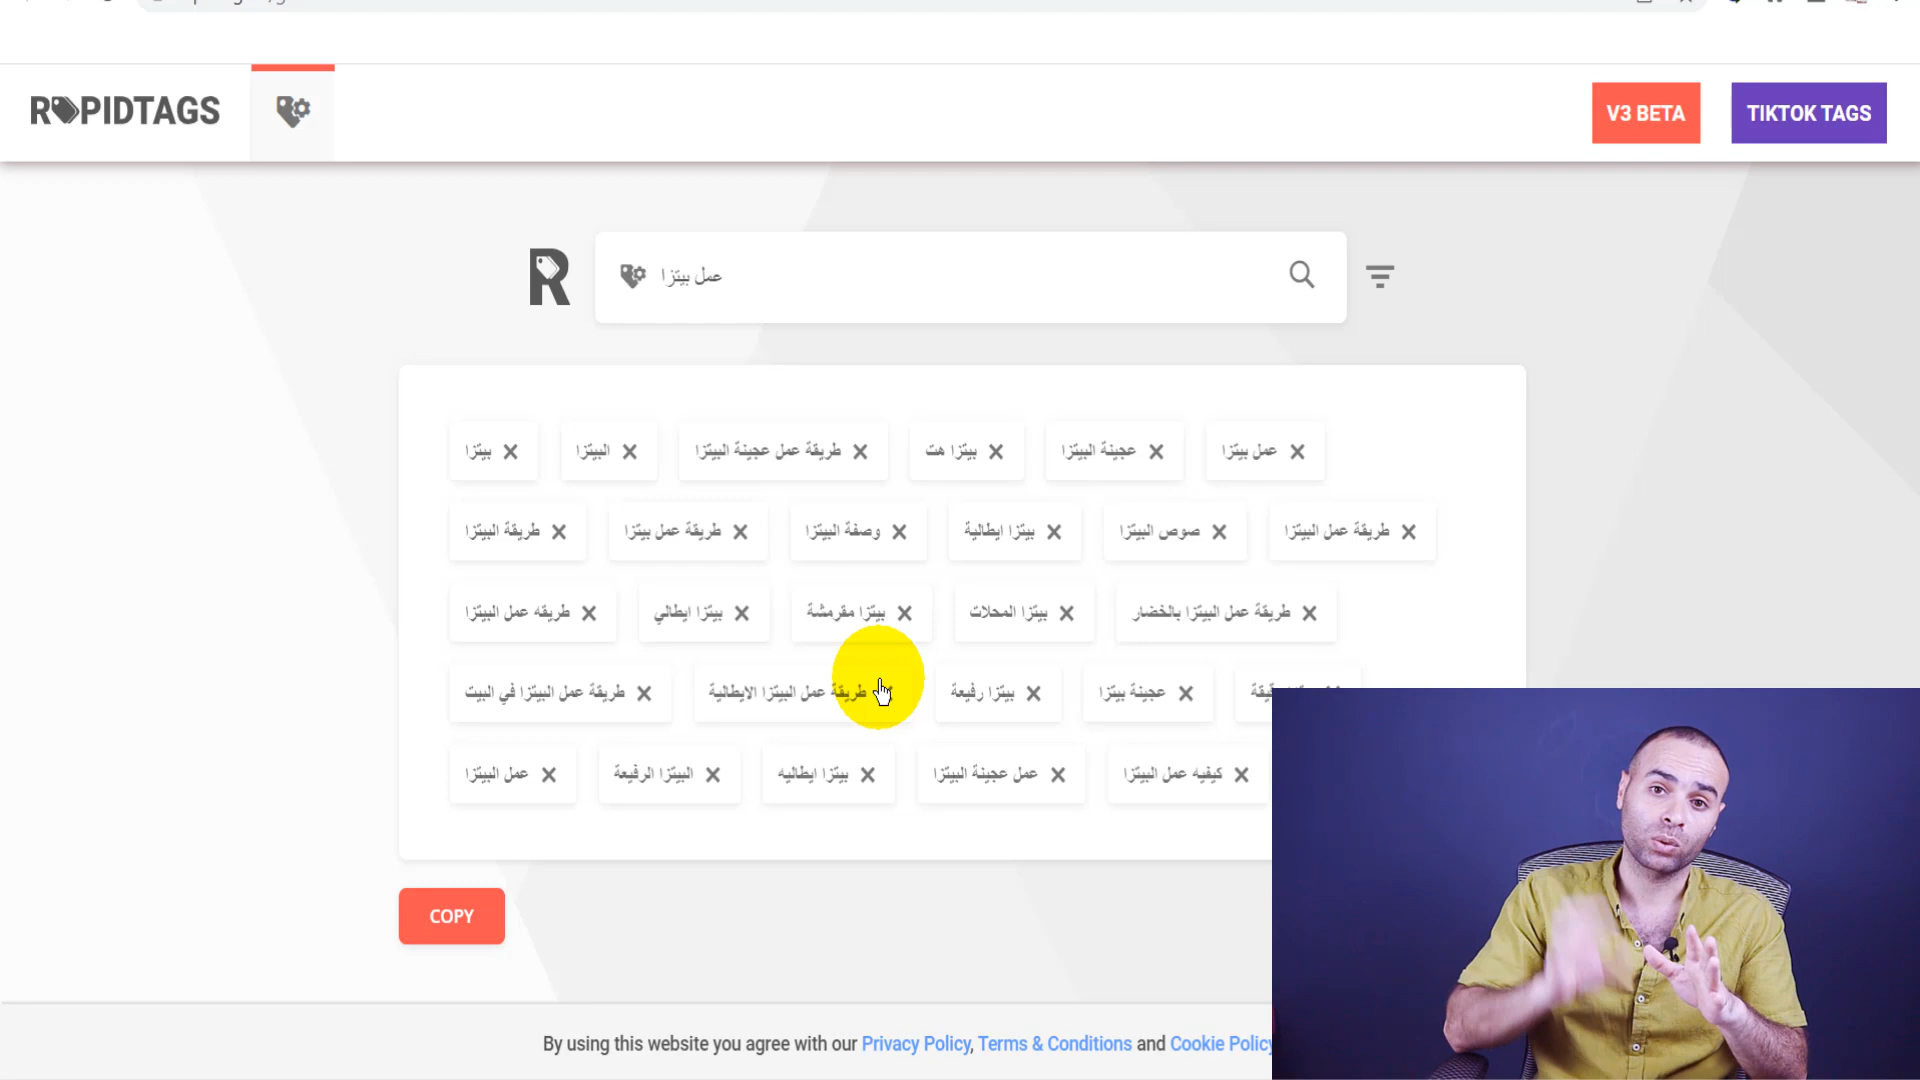 RAPIDTAGS
V3 BETA
TIKTOK TAGS
عمل بيتزا
بيتزا
البيتزا
طريقة عمل عجينة البيتزا
بيتزا هت
عجينة البيتزا
عمل بيتزا
طريقة البيتزا
طريقة عمل بيتزا
وصفة البيتزا
بيتزا ايطالية
صوص البيتزا
طريقة عمل البيتزا
طريقه عمل البيتزا
بيتزا ايطالي
بيتزا مقرمشة
بيتزا المحلات
طريقة عمل البيتزا بالخضار
طريقة عمل البيتزا في البيت
طريقة عمل البيتزا الايطالية
بيتزا رفيعة
عجينة بيتزا
عمل البيتزا
البيتزا الرفيعة
بيتزا ايطاليه
عمل عجينة البيتزا
كيفيه عمل البيتزا
COPY
By using this website you agree with our Privacy Policy, Terms & Conditions and Cookie Policy